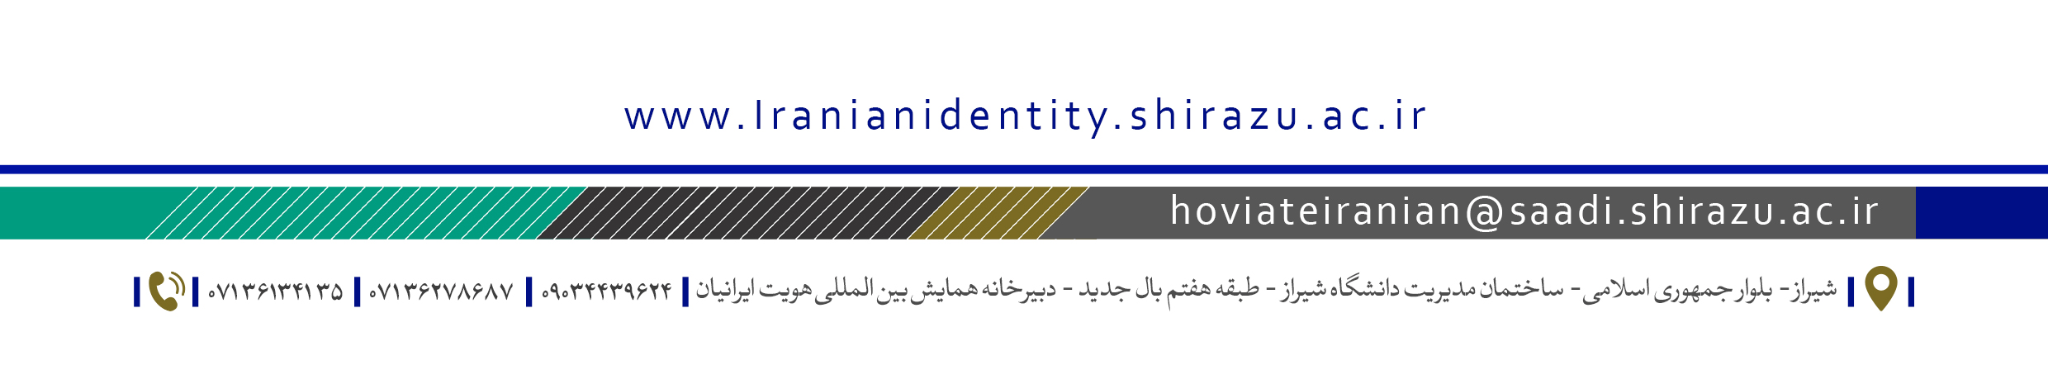 www.Iranianidentity.shirazu.ac.ir
hoviateiranian@saadi.shirazu.ac.ir
شیراز- بلوار جمهوری اسلامی- ساختمان مدیریت دانشگاه شیراز - طبقه هفتم بال جدید - دبیرخانه همایش بین المللی هویت ایرانیان ۰۹۰۳۴۴۳۹۶۲۴ ۰۷۱۳۶۲۷۸۶۸۷ ۰۷۱۳۶۱۳۴۱۳۵